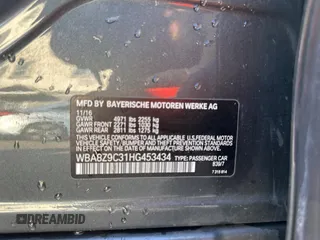 MFD BY BAYERISCHE MOTOREN WERKE AG
11/16
GVWR 4971 lbs 2255 kg
GAWR FRONT 2271 lbs 1030 kg
GAWR REAR 2811 lbs 1275 kg
THIS VEHICLE CONFORMS TO ALL APPLICABLE
U.S. FEDERAL MOTOR VEHICLE SAFETY,
BUMPER, AND THEFT PREVENTION STANDARDS IN
EFFECT ON THE DATE OF MANUFACTURE SHOWN ABOVE.
WBA8Z9C31HG453434 TYPE: PASSENGER CAR
DREAMBID